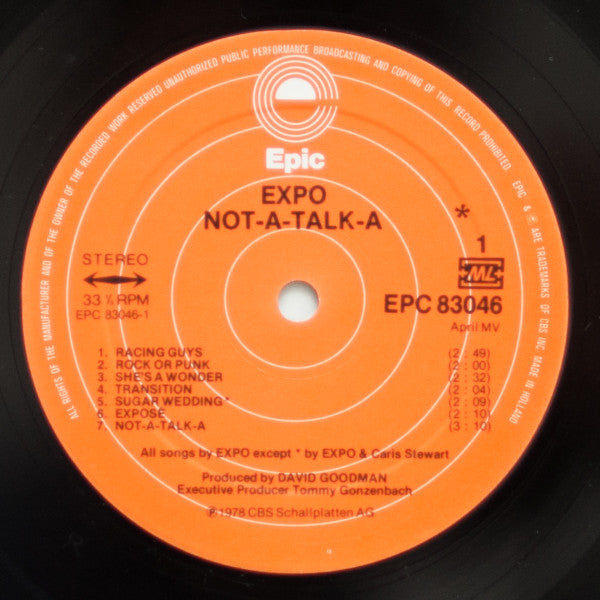 ALL RIGHTS OF THE MANUFACTURER AND OF THE OWNER OF THE RECORDED WORK RESERVED UNAUTHORIZED PUBLIC PERFORMANCE BROADCASTING AND COPYING OF THIS RECORD PROHIBITED
EPIC & ℗ ARE TRADEMARKS OF CBS INC MADE IN HOLLAND
Epic
EXPO
NOT-A-TALK-A
*
1
STEREO
ML
33 ⅓ RPM
EPC 83046
EPC 83046-1
April MV
1. RACING GUYS (2 : 49)
2. ROCK OR PUNK (2 : 00)
3. SHE'S A WONDER (2 : 32)
4. TRANSITION (2 : 04)
5. SUGAR WEDDING* (2 : 09)
6. EXPOSE (2 : 10)
7. NOT-A-TALK-A (3 : 10)
All songs by EXPO except * by EXPO & Caris Stewart
Produced by DAVID GOODMAN
Executive Producer Tommy Gonzenbach
℗ 1978 CBS Schallplatten AG